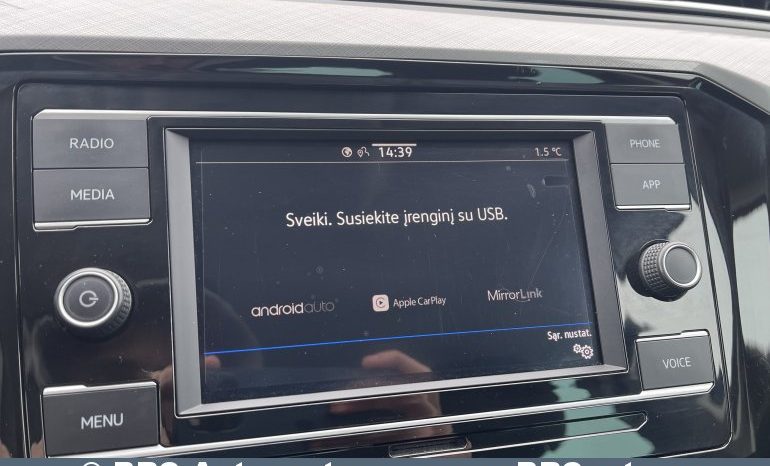 RADIO
MEDIA
MENU
14:39
1.5 °C
Sveiki. Susiekite įrenginį su USB.
androidauto
Apple CarPlay
MirrorLink
Sąr. nustat.
PHONE
APP
VOICE